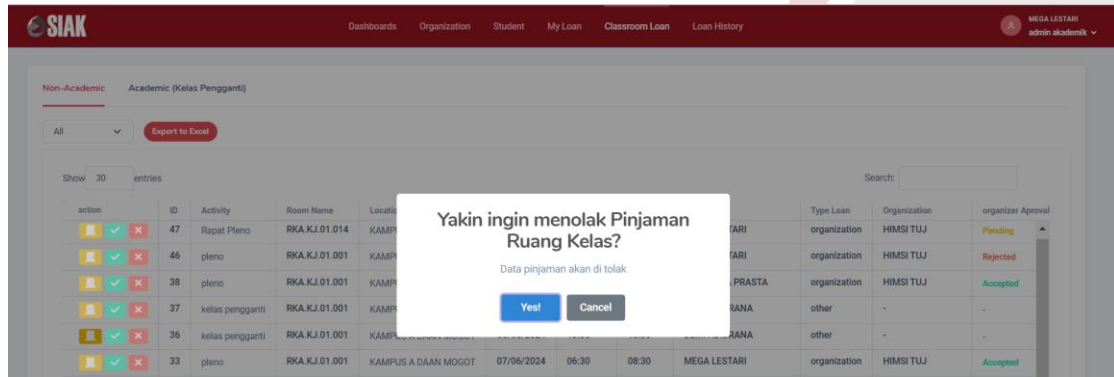 SIAK Dashboards Organization Student My Loan Classroom Loan Loan History MEGA LESTARI
admin akademik
Non-Academic Academic (Kelas Pengganti)
All Export to Excel
Show 30 entries Search:
action ID Activity Room Name Type Loan Organization organizer Aproval
47 Rapat Pleno RKA.KJ.01.014 organization HIMSI TUJ Pending
46 pleno RKA.KJ.01.001 organization HIMSI TUJ Rejected
38 pleno RKA.KJ.01.001 PRASTA organization HIMSI TUJ Accepted
37 kelas pengganti RKA.KJ.01.001 other - -
36 kelas pengganti RKA.KJ.01.001 other - -
33 pleno RKA.KJ.01.001 KAMPUS A DAAN MOGOT 07/06/2024 06:30 08:30 MEGA LESTARI organization HIMSI TUJ Accepted
Yakin ingin menolak Pinjaman
Ruang Kelas?
Data pinjaman akan di tolak
Yes! Cancel